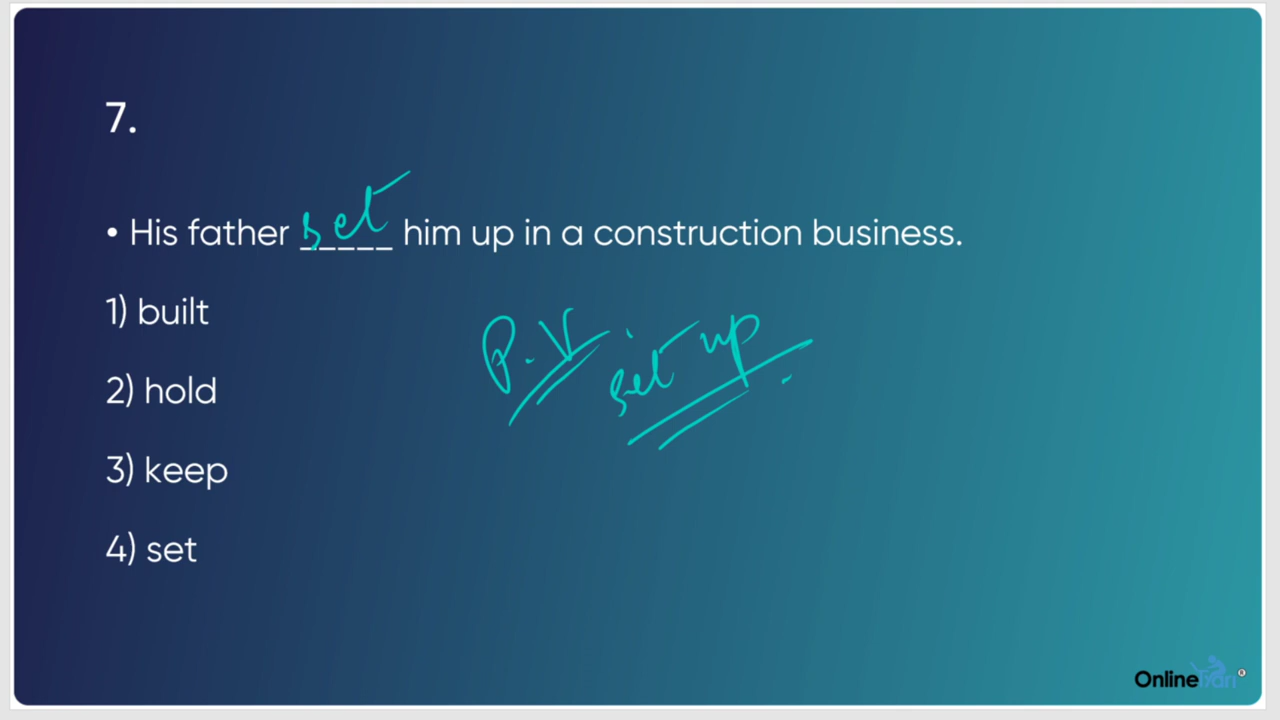 7.
• His father set _____ him up in a construction business.
1) built
P.V set up
2) hold
3) keep
4) set
OnlineTyari®